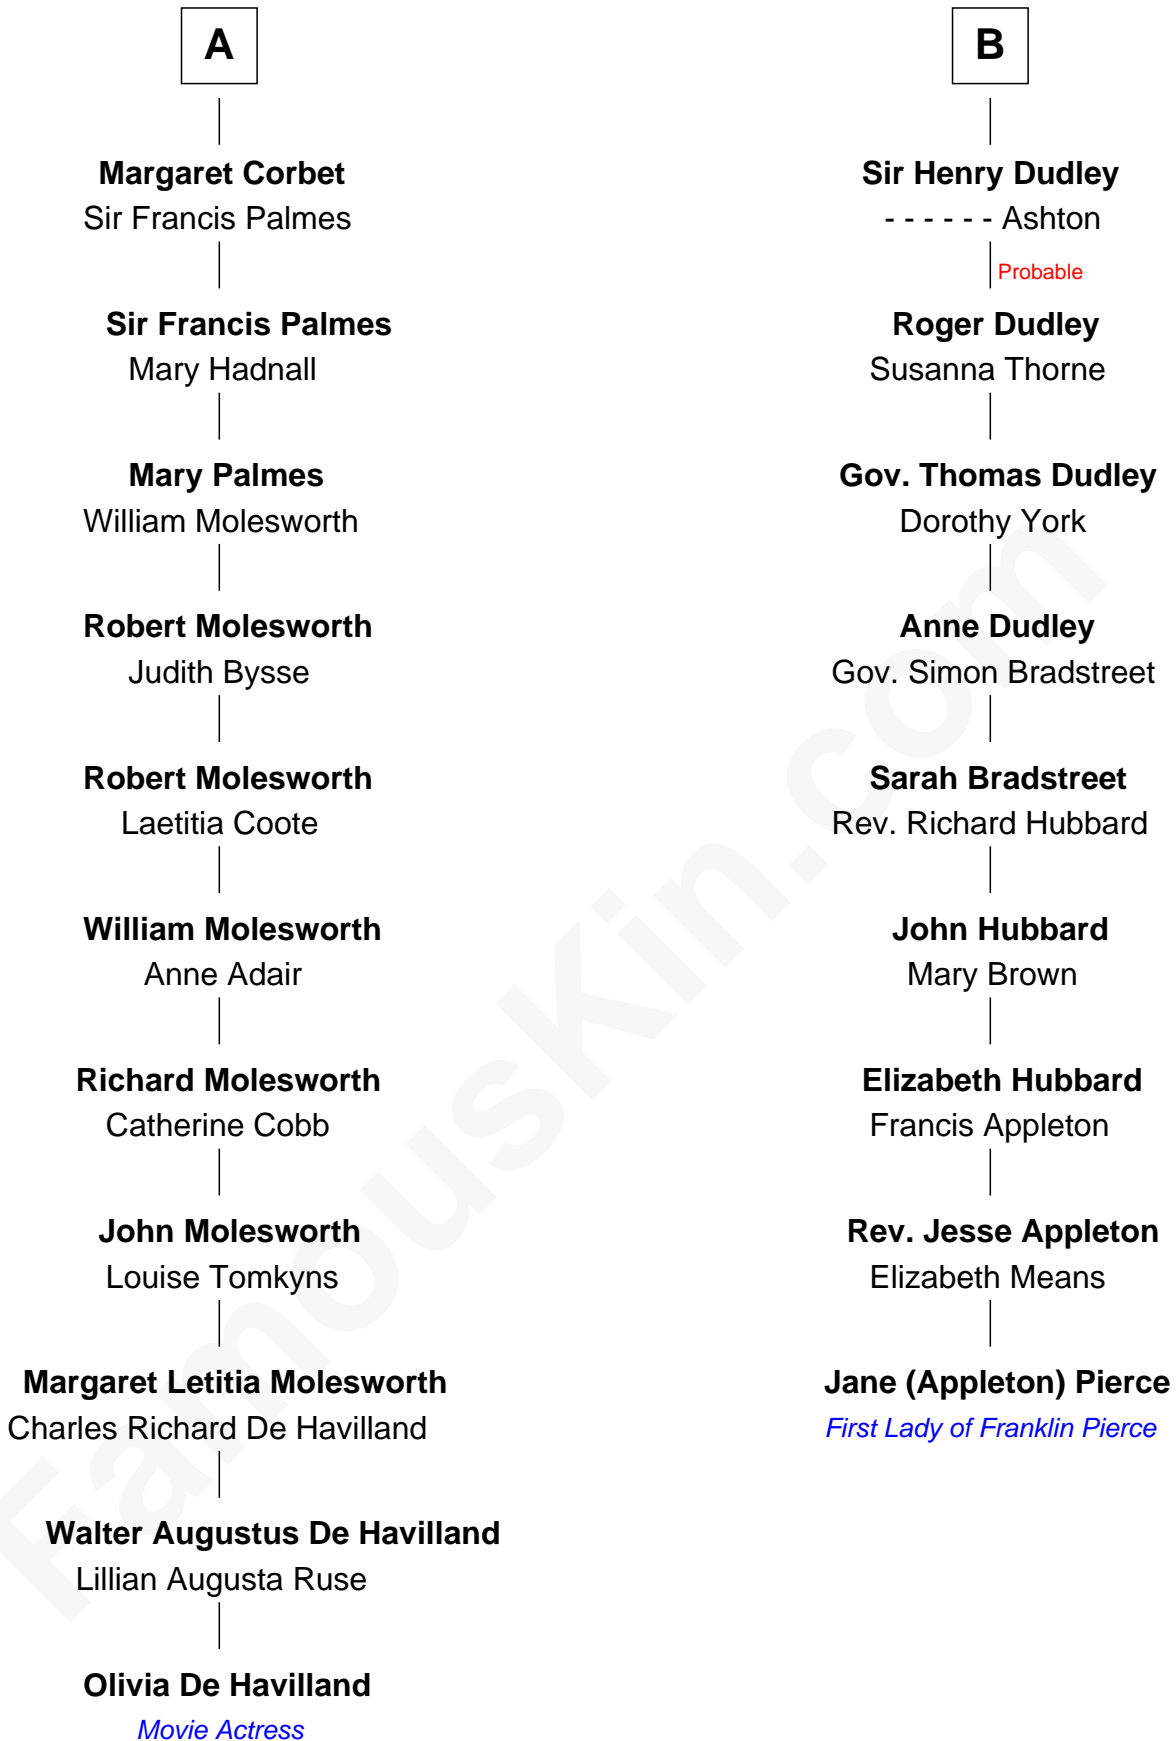 A
Margaret Corbet
Sir Francis Palmes
Sir Francis Palmes
Mary Hadnall
Mary Palmes
William Molesworth
Robert Molesworth
Judith Bysse
Robert Molesworth
Laetitia Coote
William Molesworth
Anne Adair
Richard Molesworth
Catherine Cobb
John Molesworth
Louise Tomkyns
Margaret Letitia Molesworth
Charles Richard De Havilland
Walter Augustus De Havilland
Lillian Augusta Ruse
Olivia De Havilland
Movie Actress
B
Sir Henry Dudley
- - - - - - Ashton
Probable
Roger Dudley
Susanna Thorne
Gov. Thomas Dudley
Dorothy York
Anne Dudley
Gov. Simon Bradstreet
Sarah Bradstreet
Rev. Richard Hubbard
John Hubbard
Mary Brown
Elizabeth Hubbard
Francis Appleton
Rev. Jesse Appleton
Elizabeth Means
Jane (Appleton) Pierce
First Lady of Franklin Pierce
FamousKin.com